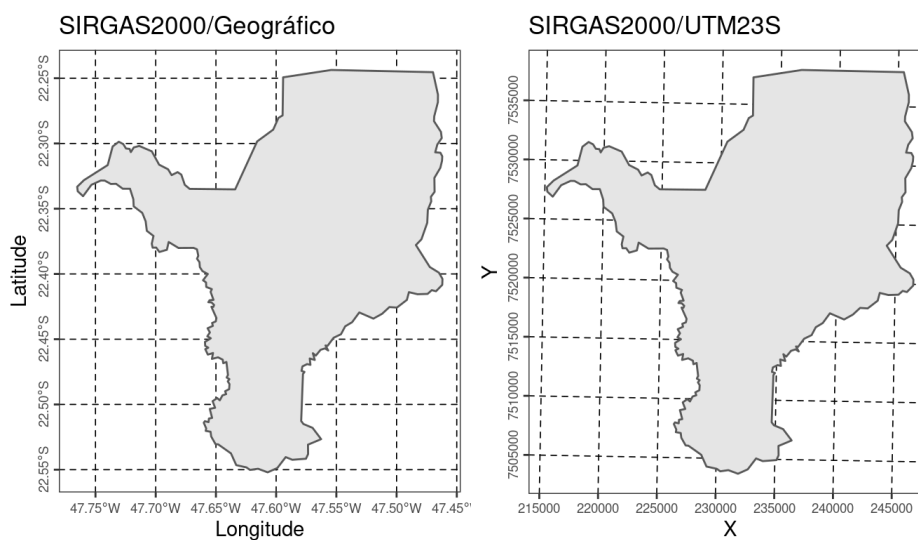 SIRGAS2000/Geográfico
SIRGAS2000/UTM23S
Latitude
22.25°S
22.30°S
22.35°S
22.40°S
22.45°S
22.50°S
22.55°S
47.75°W 47.70°W 47.65°W 47.60°W 47.55°W 47.50°W 47.45°
Longitude
Y
7535000
7530000
7525000
7520000
7515000
7510000
7505000
215000 220000 225000 230000 235000 240000 245000
X